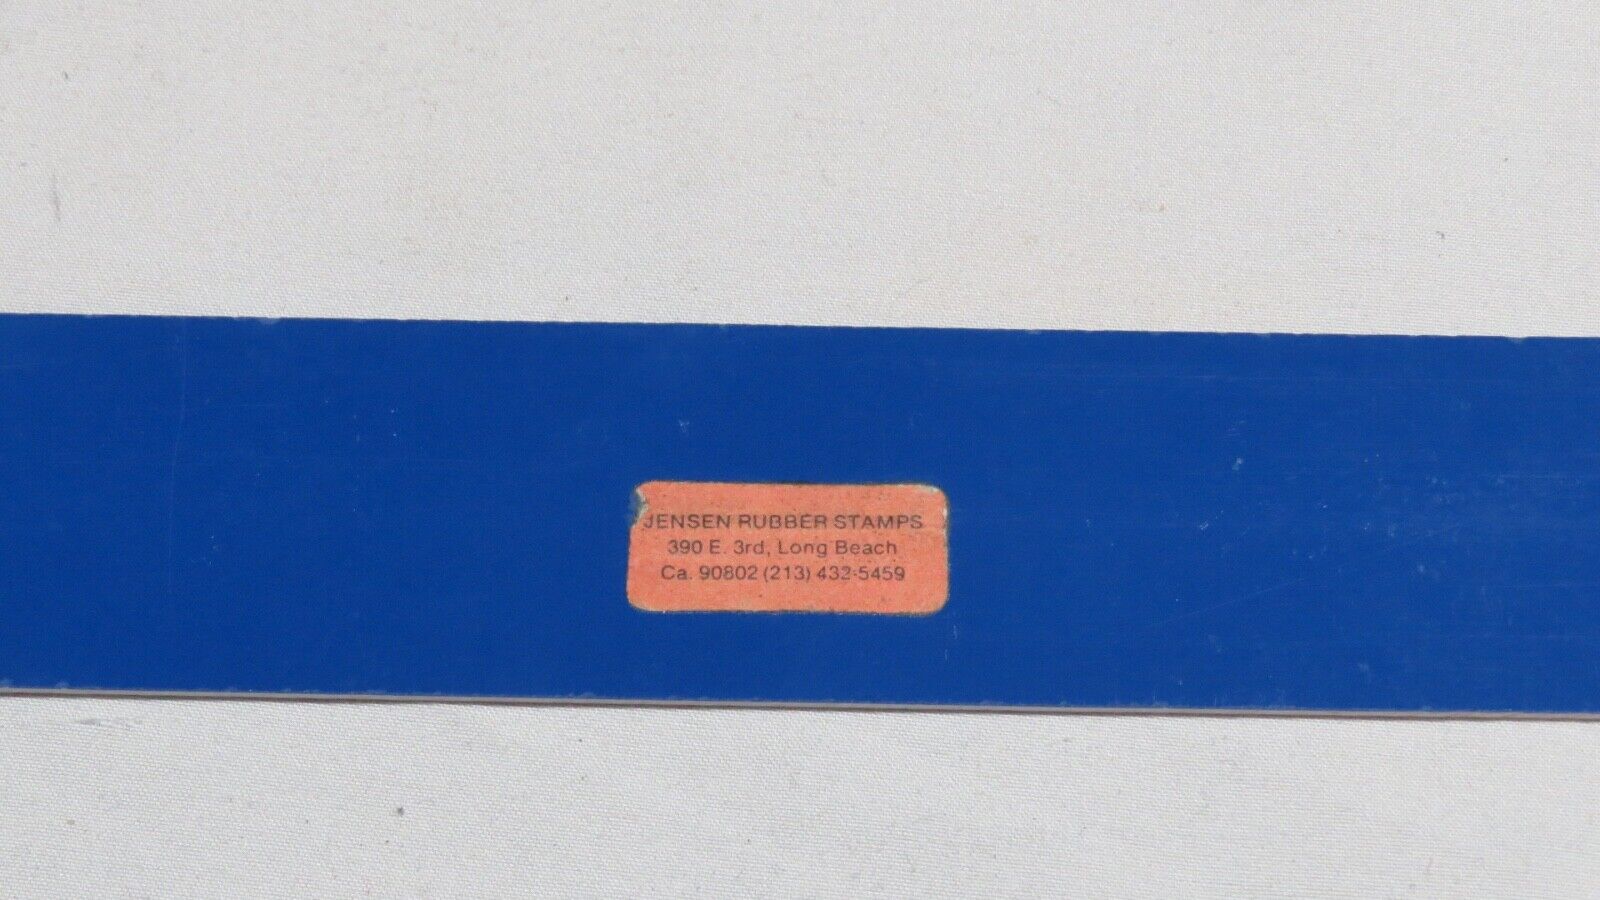 JENSEN RUBBER STAMPS
390 E. 3rd, Long Beach
Ca. 90802 (213) 432-5459